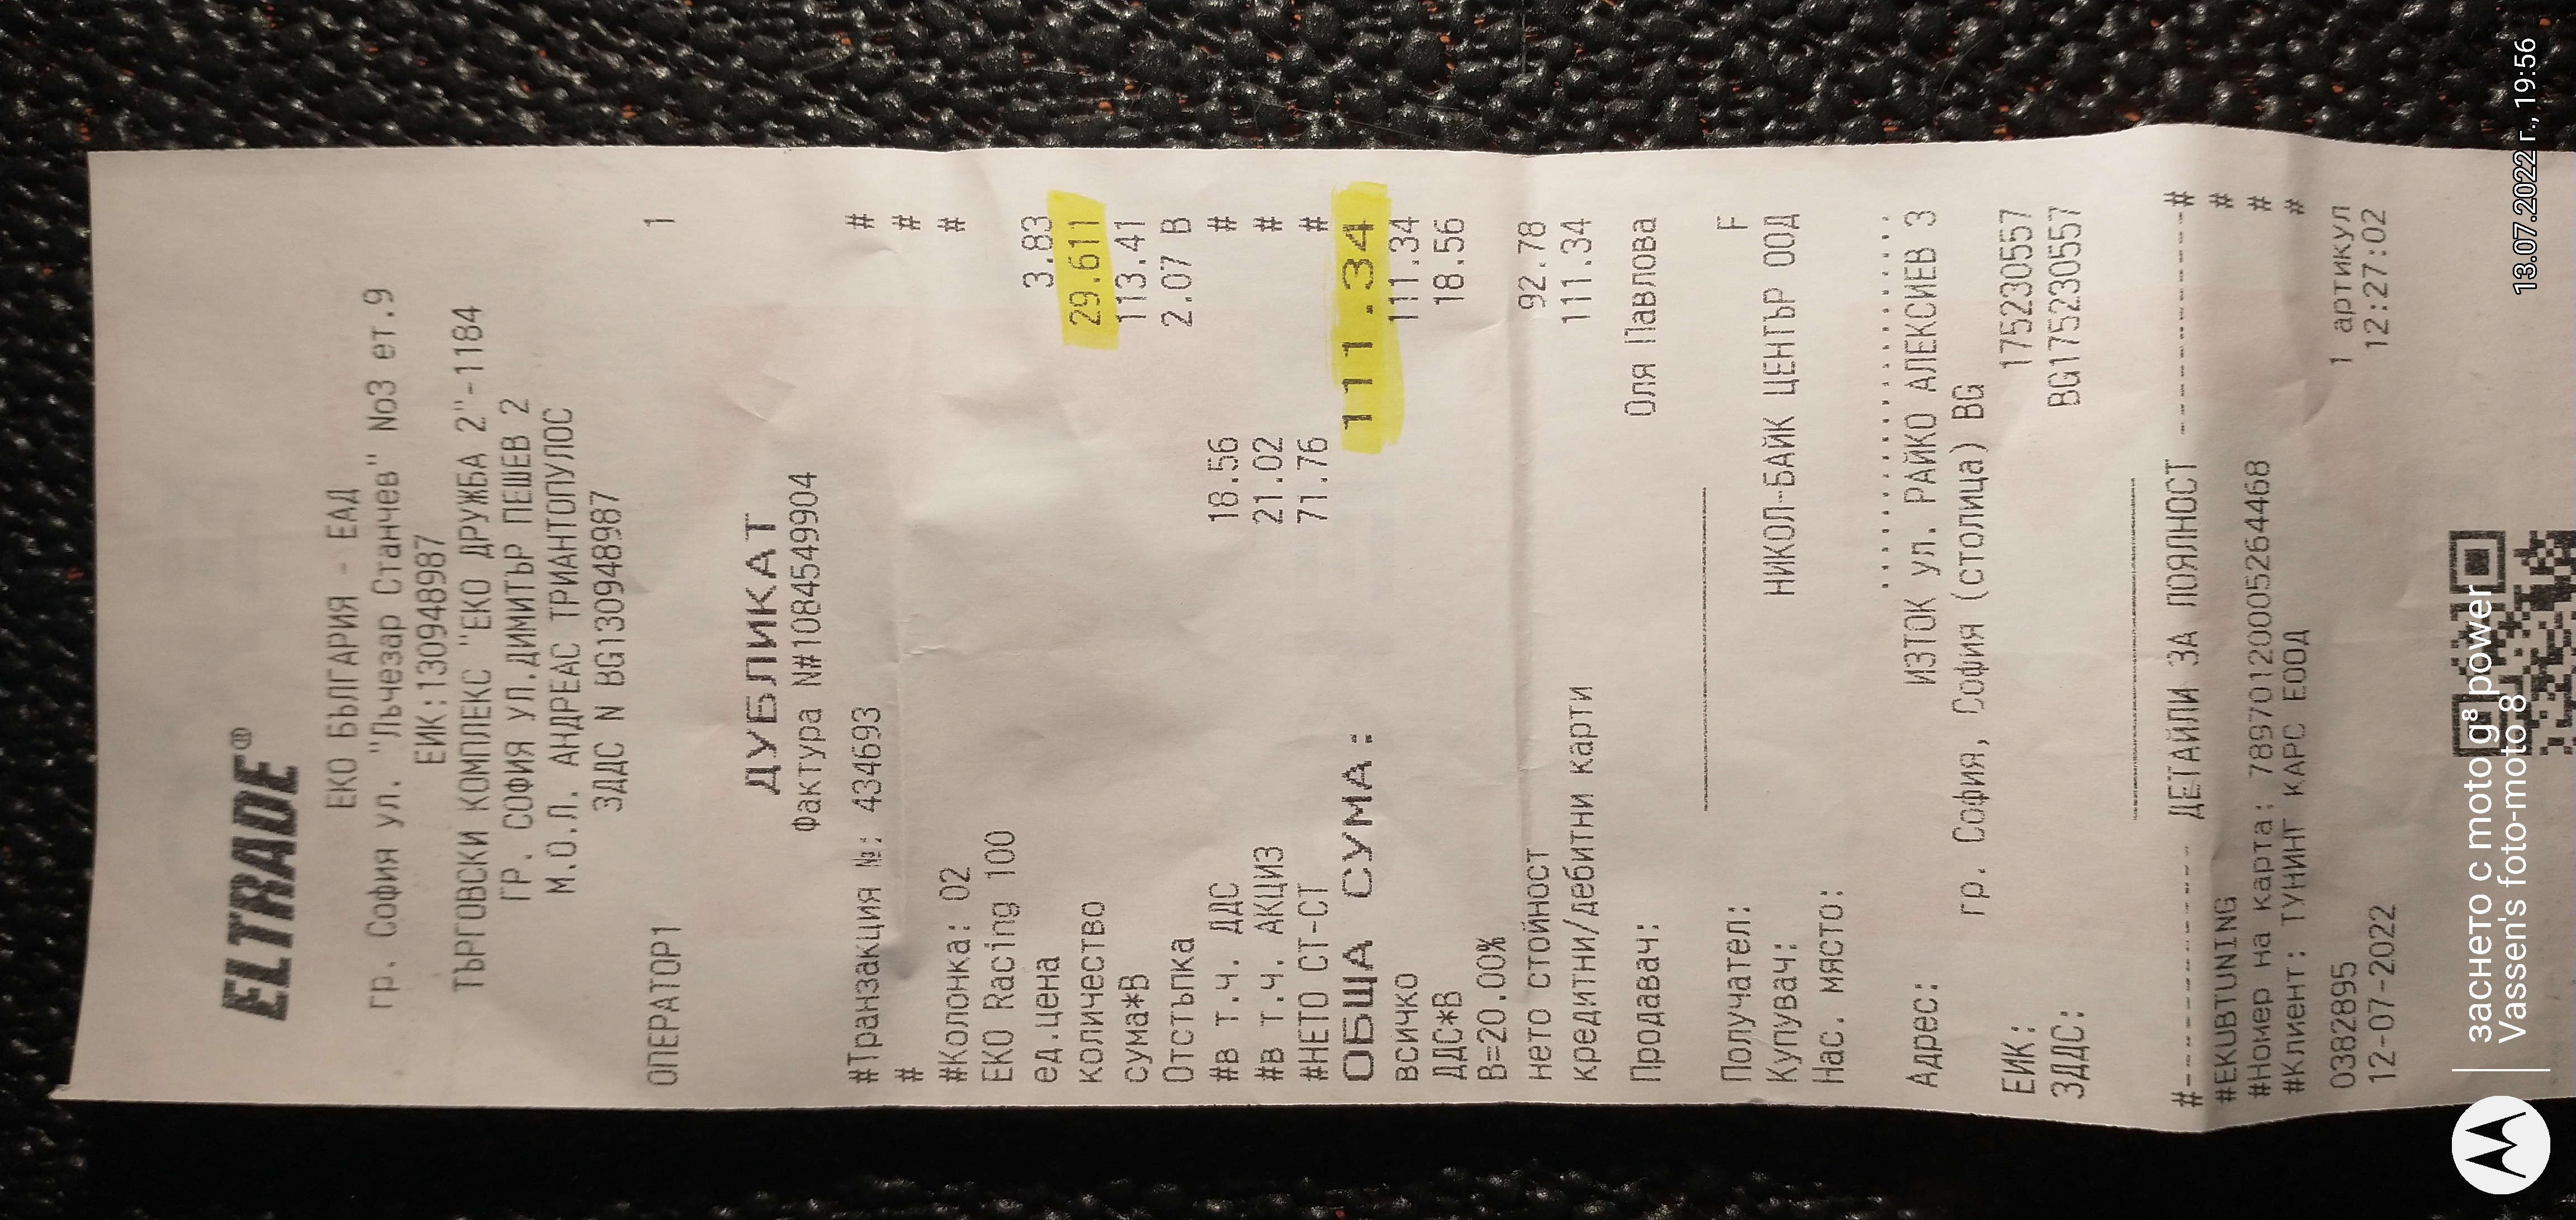 ELTRADE®
ЕКО БЪЛГАРИЯ - ЕАД
гр. София ул. "Лъчезар Станчев" No3 ет.9
ЕИК:130948987
ТЪРГОВСКИ КОМПЛЕКС "ЕКО ДРУЖБА 2"-1184
ГР. СОФИЯ УЛ.ДИМИТЪР ПЕШЕВ 2
М.О.Л. АНДРЕАС ТРИАНТОПУЛОС
ЗДДС N BG130948987
ОПЕРАТОР1 1
ДУБЛИКАТ
Фактура N#1084549904
#Транзакция №: 434693 #
# #
#Колонка: 02 #
ЕКО Racing 100
ед.цена 3.83
количество 29.611
сума*В 113.41
Отстъпка 2.07 В
#в т.ч. ДДС 18.56 #
#в т.ч. АКЦИЗ 21.02 #
#НЕТО СТ-СТ 71.76 #
ОБЩА СУМА: 111.34
всичко 111.34
ДДС*В 18.56
В=20.00%
нето стойност 92.78
кредитни/дебитни карти 111.34
Продавач: Оля Павлова
Получател: F
Купувач: НИКОЛ-БАЙК ЦЕНТЪР ООД
Нас. място:
Адрес: ИЗТОК ул. РАЙКО АЛЕКСИЕВ 3
гр. София, София (столица) BG
ЕИК: 175230557
ЗДДС: BG175230557
#---------- ДЕТАЙЛИ ЗА ЛОЯЛНОСТ ----------#
#EKUBTUNING #
#Номер на карта: 789701200005264468 #
#Клиент: ТУНИНГ КАРС ЕООД #
0382895 1 артикул
12-07-2022 12:27:02
заснето с moto g⁸ power
Vassen's foto-moto 8
13.07.2022 г., 19:56